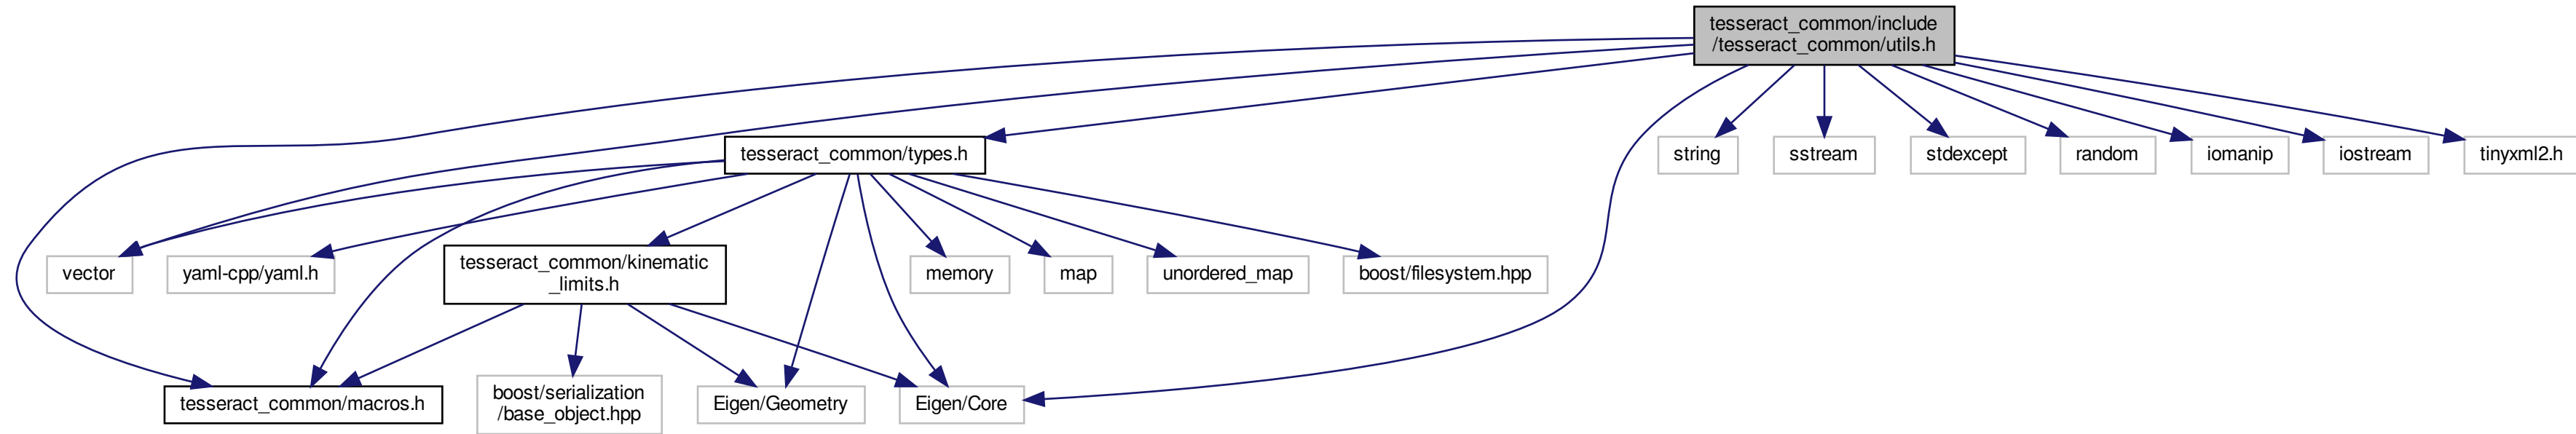 tesseract_common/include
/tesseract_common/utils.h
tesseract_common/types.h
string
sstream
stdexcept
random
iomanip
iostream
tinyxml2.h
vector
yaml-cpp/yaml.h
tesseract_common/kinematic
_limits.h
memory
map
unordered_map
boost/filesystem.hpp
tesseract_common/macros.h
boost/serialization
/base_object.hpp
Eigen/Geometry
Eigen/Core